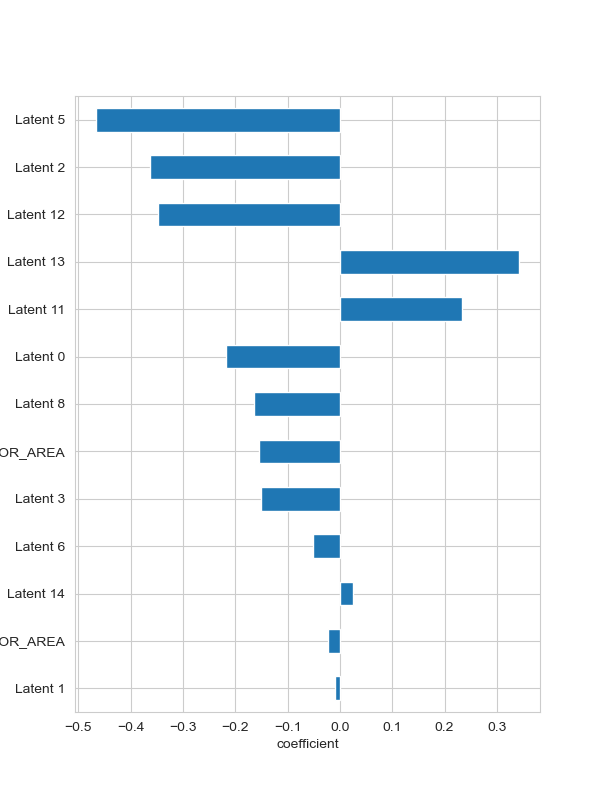 Latent 5
Latent 2
Latent 12
Latent 13
Latent 11
Latent 0
Latent 8
OR_AREA
Latent 3
Latent 6
Latent 14
OR_AREA
Latent 1
−0.5 −0.4 −0.3 −0.2 −0.1 0.0 0.1 0.2 0.3
coefficient